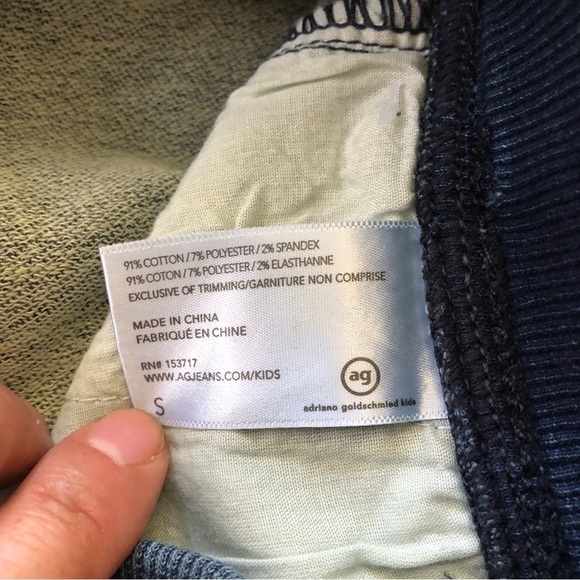 91% COTTON / 7% POLYESTER / 2% SPANDEX
91% COTON / 7% POLYESTER / 2% ELASTHANNE
EXCLUSIVE OF TRIMMING/GARNITURE NON COMPRISE
MADE IN CHINA
FABRIQUÉ EN CHINE
RN# 153717
WWW.AGJEANS.COM/KIDS
S
ag
adriano goldschmied kids